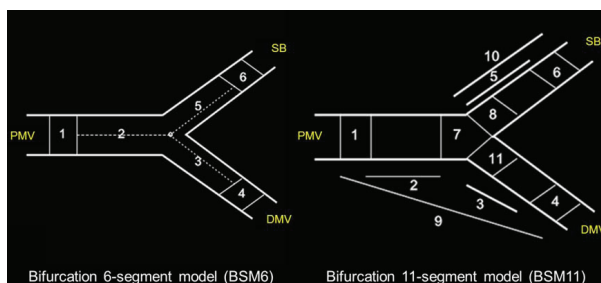 SB
6
5
PMV
1
2
3
4
DMV
Bifurcation 6-segment model (BSM6)
SB
10
5
6
8
PMV
1
7
11
2
3
4
9
DMV
Bifurcation 11-segment model (BSM11)